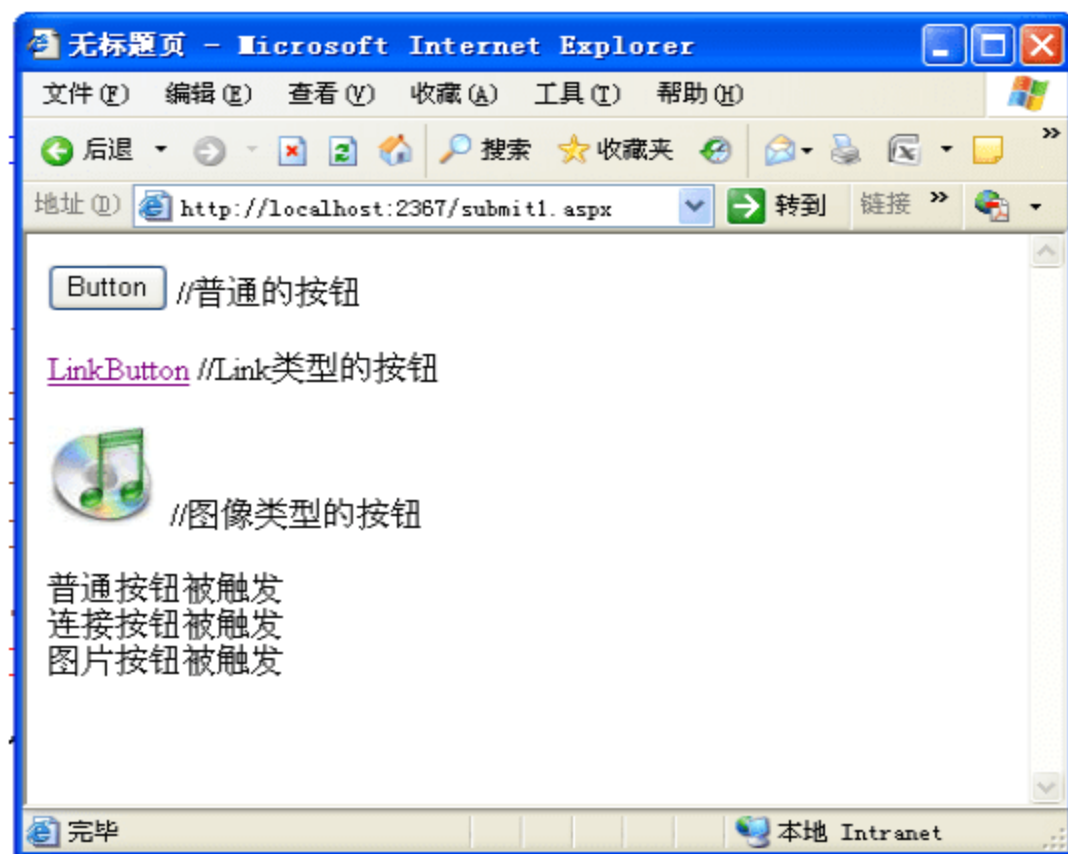 无标题页 - Microsoft Internet Explorer
文件(F) 编辑(E) 查看(V) 收藏(A) 工具(T) 帮助(H)
后退 搜索 收藏夹 »
地址(D) http://localhost:2367/submit1.aspx 转到 链接 »
Button //普通的按钮
LinkButton //Link类型的按钮
//图像类型的按钮
普通按钮被触发
连接按钮被触发
图片按钮被触发
完毕 本地 Intranet